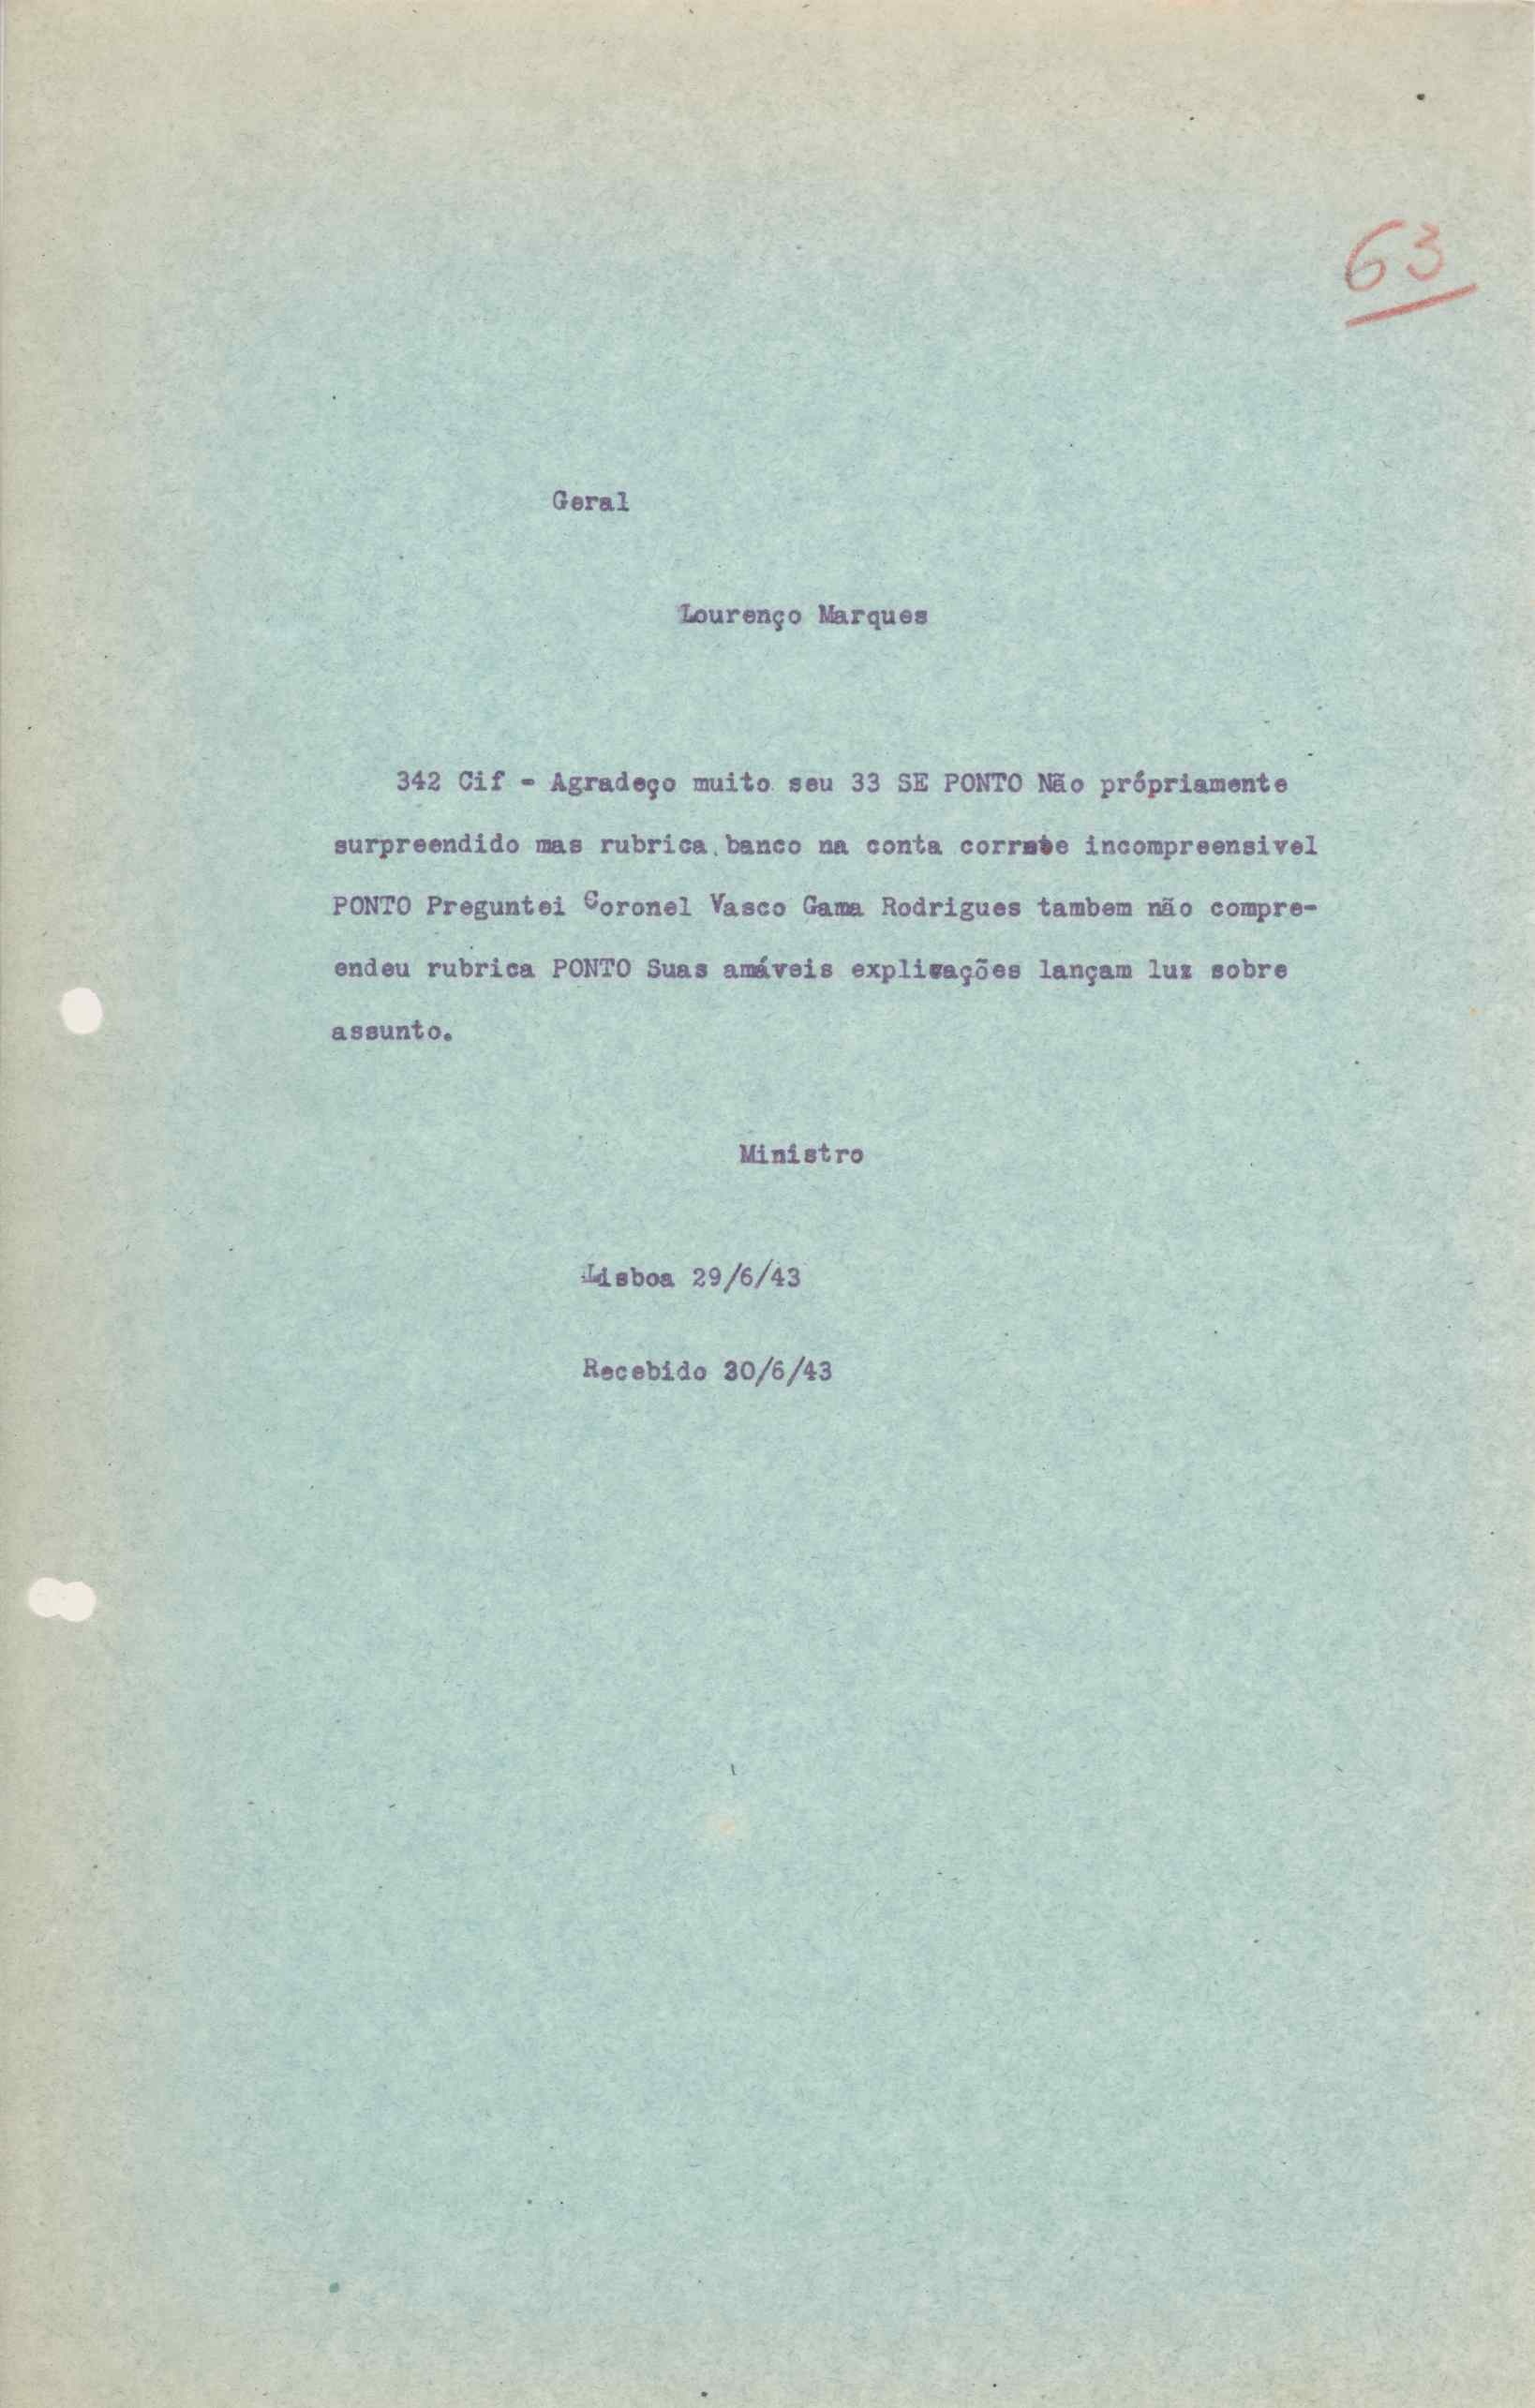 63
Geral
Lourenço Marques
342 Cif - Agradeço muito seu 33 SE PONTO Não própriamente
surpreendido mas rubrica banco na conta incompreensivel
PONTO Preguntei Coronel Vasco Gama Rodrigues tambem não compre-
endeu rubrica PONTO Suas amáveis explicações lançam luz sobre
assunto.
Ministro
Lisboa 29/6/43
Recebido 30/6/43